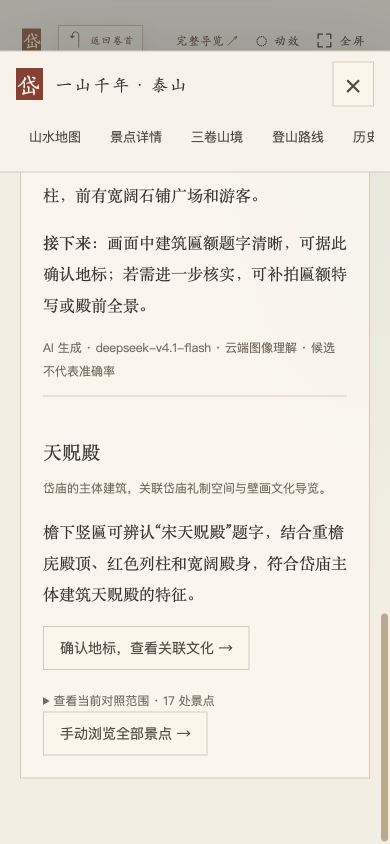 岱
返回卷首
完整导览↗
动效
全屏
岱
一山千年 · 泰山
×
山水地图
景点详情
三卷山境
登山路线
历史
柱，前有宽阔石铺广场和游客。
接下来：画面中建筑匾额题字清晰，可据此
确认地标；若需进一步核实，可补拍匾额特
写或殿前全景。
AI 生成 · deepseek-v4.1-flash · 云端图像理解 · 候选
不代表准确率
天贶殿
岱庙的主体建筑，关联岱庙礼制空间与壁画文化导览。
檐下竖匾可辨认“宋天贶殿”题字，结合重檐
庑殿顶、红色列柱和宽阔殿身，符合岱庙主
体建筑天贶殿的特征。
确认地标，查看关联文化 →
▶ 查看当前对照范围 · 17 处景点
手动浏览全部景点 →